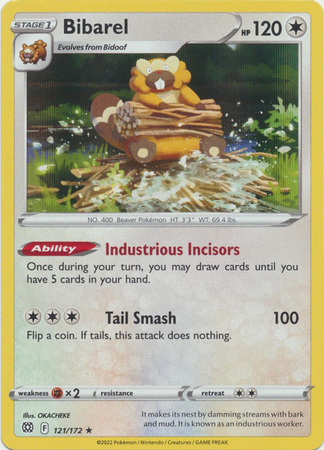 STAGE 1
Bibarel
HP 120
Evolves from Bidoof
NO. 400 Beaver Pokémon HT: 3'3" WT: 69.4 lbs.
Ability Industrious Incisors
Once during your turn, you may draw cards until you
have 5 cards in your hand.
Tail Smash 100
Flip a coin. If tails, this attack does nothing.
weakness ×2 resistance retreat
illus. OKACHEKE
It makes its nest by damming streams with bark
and mud. It is known as an industrious worker.
F 121/172 ★
©2022 Pokémon / Nintendo / Creatures / GAME FREAK